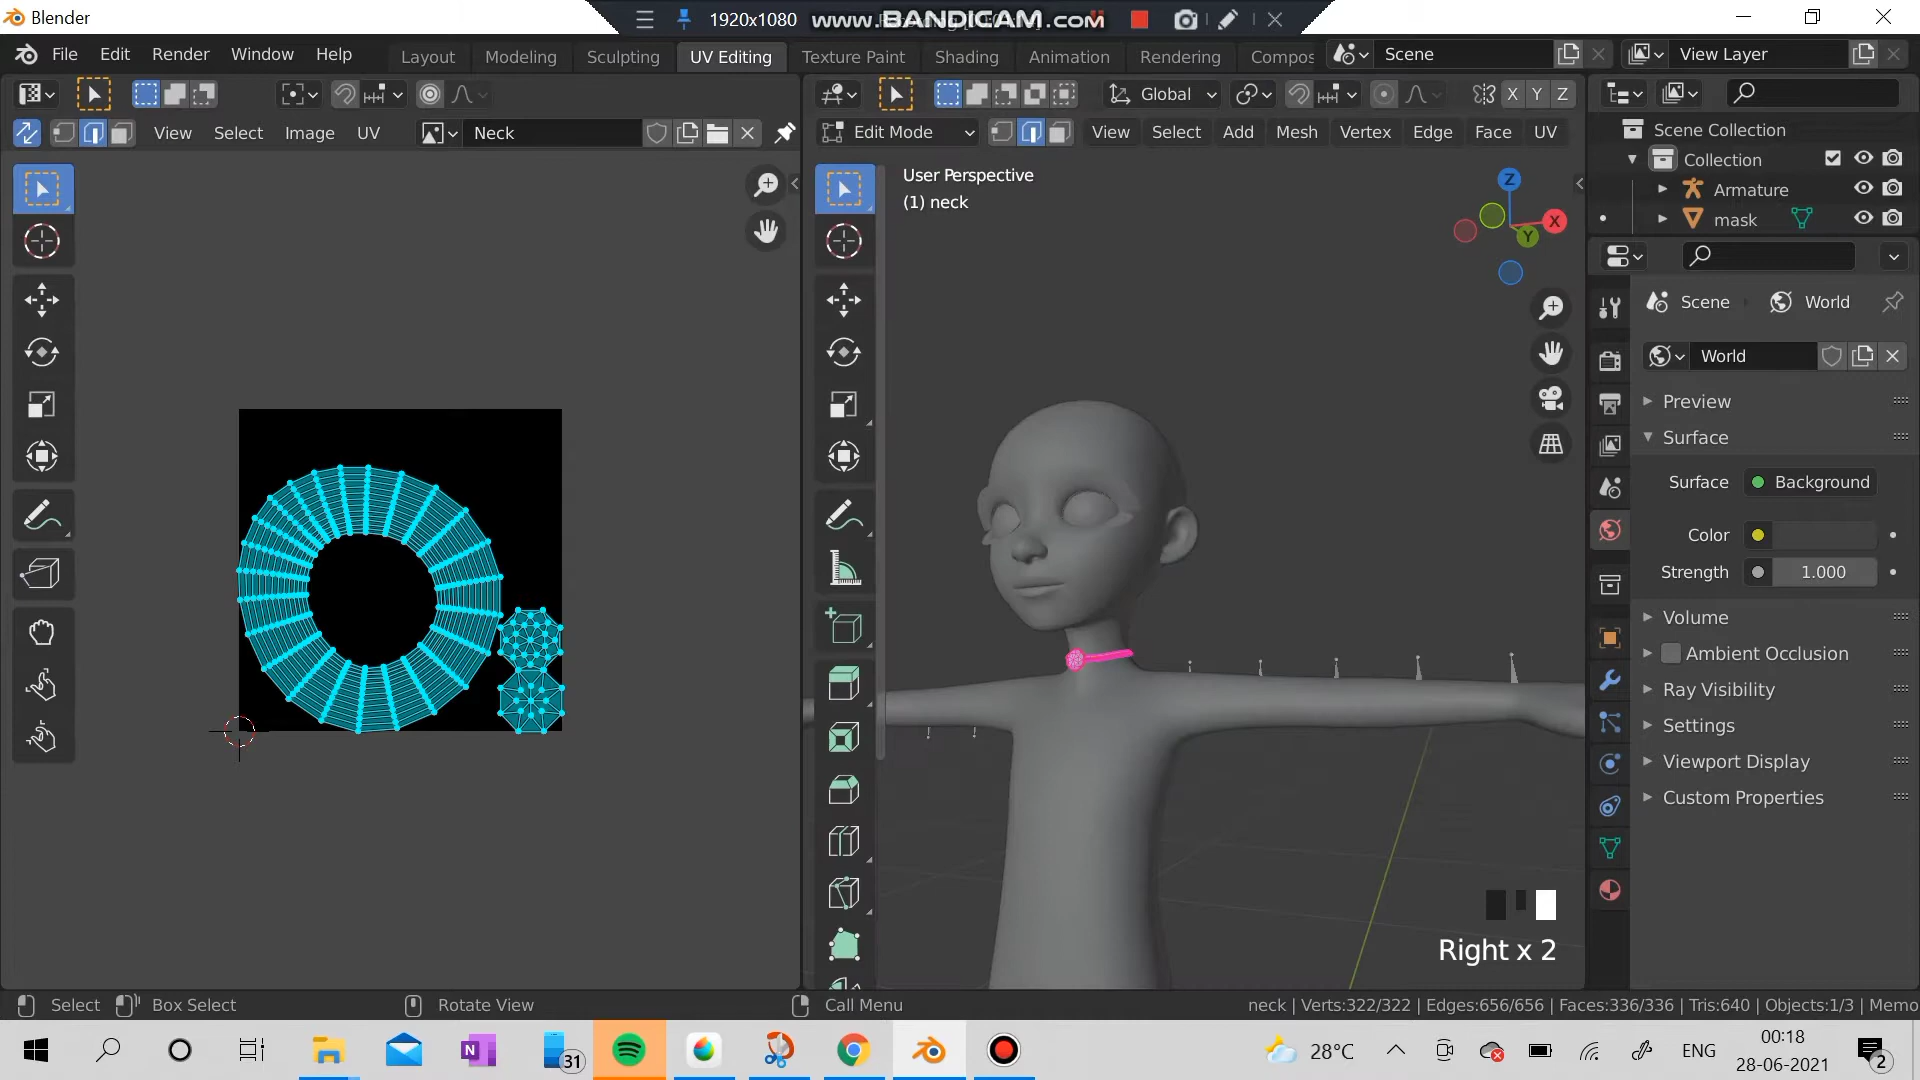 Blender
1920x1080
www.BANDICAM.com
File Edit Render Window Help
Layout Modeling Sculpting UV Editing Texture Paint Shading Animation Rendering Compos
Scene
View Layer
Global
X Y Z
View Select Image UV
Neck
Edit Mode
View Select Add Mesh Vertex Edge Face UV
Scene Collection
Collection
Armature
mask
User Perspective
(1) neck
Z
X
Y
Scene World
World
Preview
Surface
Surface Background
Color
Strength 1.000
Volume
Ambient Occlusion
Ray Visibility
Settings
Viewport Display
Custom Properties
Right x 2
Select Box Select Rotate View Call Menu
neck | Verts:322/322 | Edges:656/656 | Faces:336/336 | Tris:640 | Objects:1/3 | Memo
N
31
28°C
ENG
00:18
28-06-2021
2